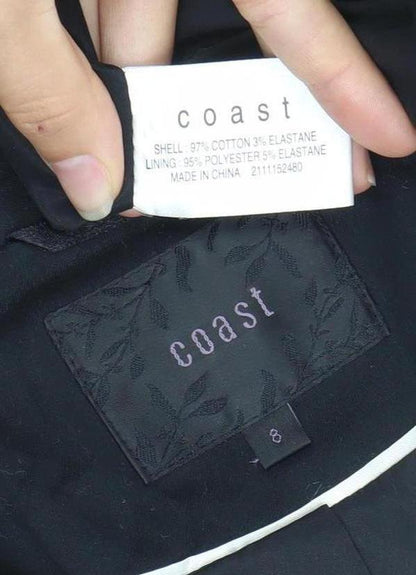 coast
SHELL : 97% COTTON 3% ELASTANE
LINING : 95% POLYESTER 5% ELASTANE
MADE IN CHINA 2111152480
coast
8